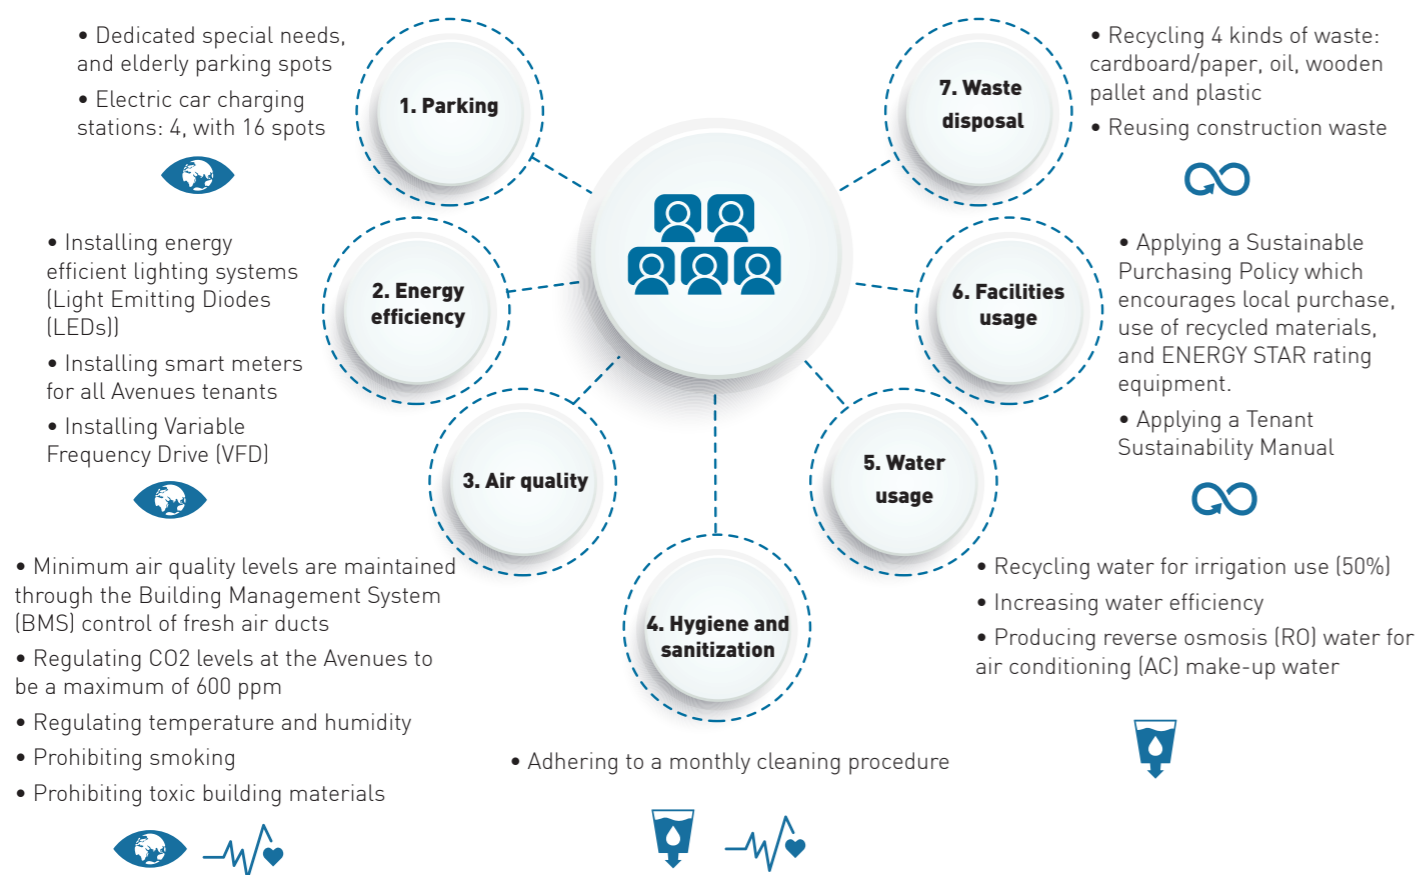 • Dedicated special needs,
and elderly parking spots
• Electric car charging
stations: 4, with 16 spots
1. Parking
• Installing energy
efficient lighting systems
(Light Emitting Diodes
(LEDs))
• Installing smart meters
for all Avenues tenants
• Installing Variable
Frequency Drive (VFD)
2. Energy
efficiency
• Minimum air quality levels are maintained
through the Building Management System
(BMS) control of fresh air ducts
• Regulating CO2 levels at the Avenues to
be a maximum of 600 ppm
• Regulating temperature and humidity
• Prohibiting smoking
• Prohibiting toxic building materials
3. Air quality
4. Hygiene and
sanitization
• Adhering to a monthly cleaning procedure
5. Water
usage
• Recycling water for irrigation use (50%)
• Increasing water efficiency
• Producing reverse osmosis (RO) water for
air conditioning (AC) make-up water
6. Facilities
usage
• Applying a Sustainable
Purchasing Policy which
encourages local purchase,
use of recycled materials,
and ENERGY STAR rating
equipment.
• Applying a Tenant
Sustainability Manual
7. Waste
disposal
• Recycling 4 kinds of waste:
cardboard/paper, oil, wooden
pallet and plastic
• Reusing construction waste